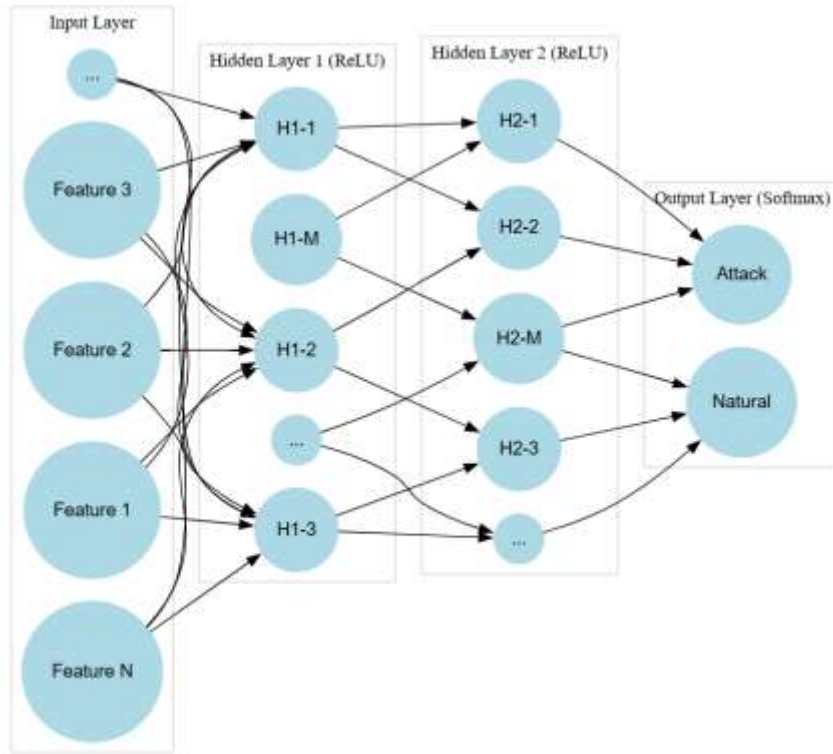 Input Layer
...
Feature 3
Feature 2
Feature 1
Feature N
Hidden Layer 1 (ReLU)
H1-1
H1-M
H1-2
...
H1-3
Hidden Layer 2 (ReLU)
H2-1
H2-2
H2-M
H2-3
...
Output Layer (Softmax)
Attack
Natural